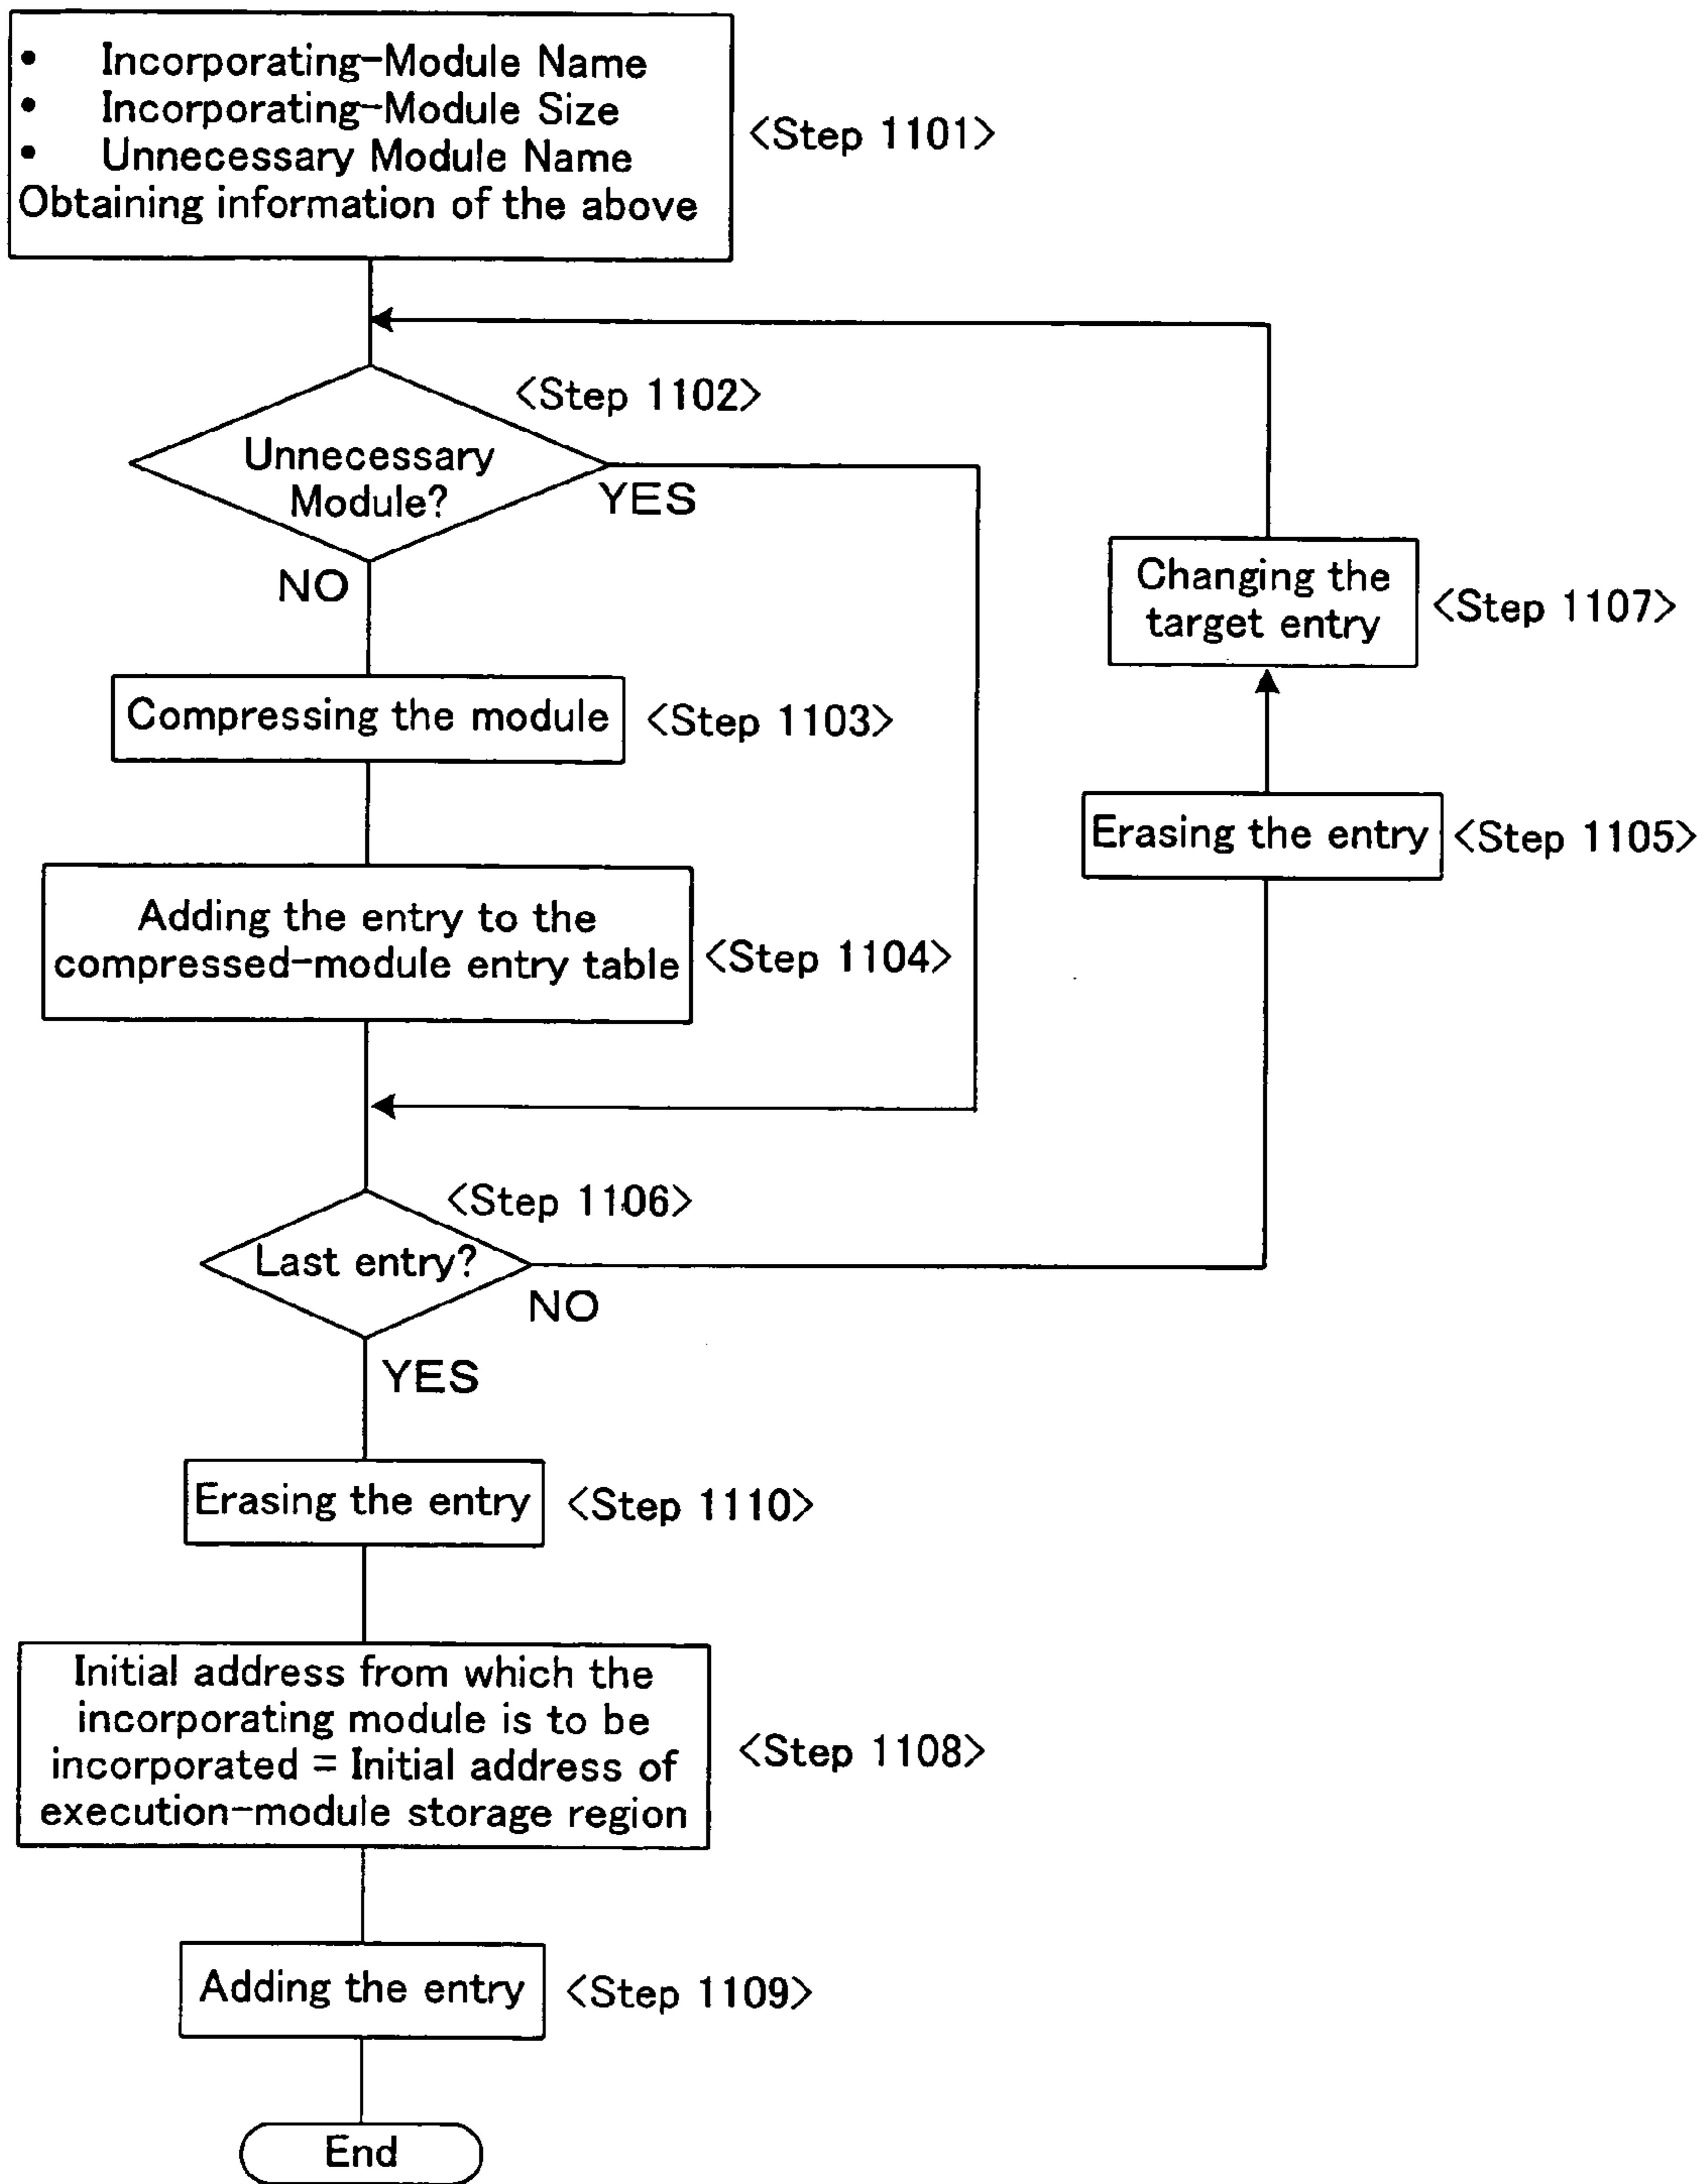 • Incorporating-Module Name
• Incorporating-Module Size
• Unnecessary Module Name
Obtaining information of the above
<Step 1101>
<Step 1102>
Unnecessary
Module?
YES
NO
Changing the
target entry
<Step 1107>
Compressing the module
<Step 1103>
Erasing the entry
<Step 1105>
Adding the entry to the
compressed-module entry table
<Step 1104>
<Step 1106>
Last entry?
NO
YES
Erasing the entry
<Step 1110>
Initial address from which the
incorporating module is to be
incorporated = Initial address of
execution-module storage region
<Step 1108>
Adding the entry
<Step 1109>
End